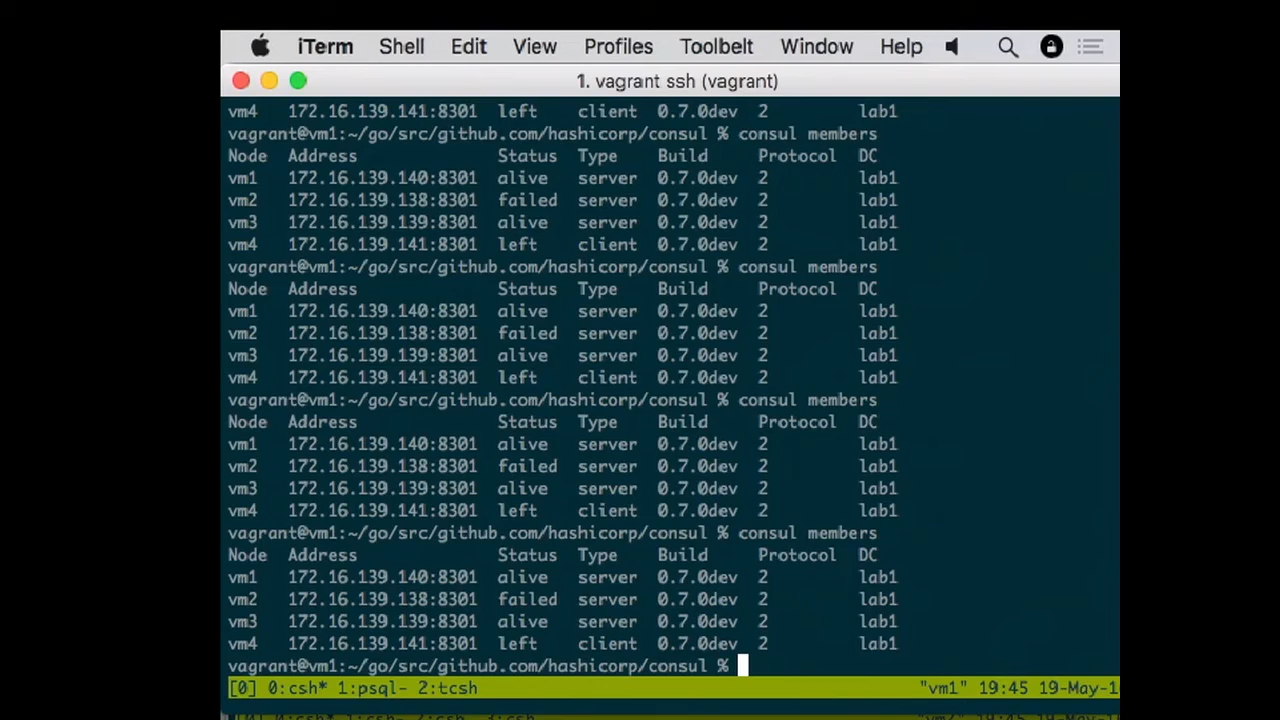 iTerm Shell Edit View Profiles Toolbelt Window Help
1. vagrant ssh (vagrant)
vm4 172.16.139.141:8301 left client 0.7.0dev 2 lab1
vagrant@vm1:~/go/src/github.com/hashicorp/consul % consul members
Node Address Status Type Build Protocol DC
vm1 172.16.139.140:8301 alive server 0.7.0dev 2 lab1
vm2 172.16.139.138:8301 failed server 0.7.0dev 2 lab1
vm3 172.16.139.139:8301 alive server 0.7.0dev 2 lab1
vm4 172.16.139.141:8301 left client 0.7.0dev 2 lab1
vagrant@vm1:~/go/src/github.com/hashicorp/consul % consul members
Node Address Status Type Build Protocol DC
vm1 172.16.139.140:8301 alive server 0.7.0dev 2 lab1
vm2 172.16.139.138:8301 failed server 0.7.0dev 2 lab1
vm3 172.16.139.139:8301 alive server 0.7.0dev 2 lab1
vm4 172.16.139.141:8301 left client 0.7.0dev 2 lab1
vagrant@vm1:~/go/src/github.com/hashicorp/consul % consul members
Node Address Status Type Build Protocol DC
vm1 172.16.139.140:8301 alive server 0.7.0dev 2 lab1
vm2 172.16.139.138:8301 failed server 0.7.0dev 2 lab1
vm3 172.16.139.139:8301 alive server 0.7.0dev 2 lab1
vm4 172.16.139.141:8301 left client 0.7.0dev 2 lab1
vagrant@vm1:~/go/src/github.com/hashicorp/consul % consul members
Node Address Status Type Build Protocol DC
vm1 172.16.139.140:8301 alive server 0.7.0dev 2 lab1
vm2 172.16.139.138:8301 failed server 0.7.0dev 2 lab1
vm3 172.16.139.139:8301 alive server 0.7.0dev 2 lab1
vm4 172.16.139.141:8301 left client 0.7.0dev 2 lab1
vagrant@vm1:~/go/src/github.com/hashicorp/consul %
[0] 0:csh* 1:psql- 2:tcsh "vm1" 19:45 19-May-1